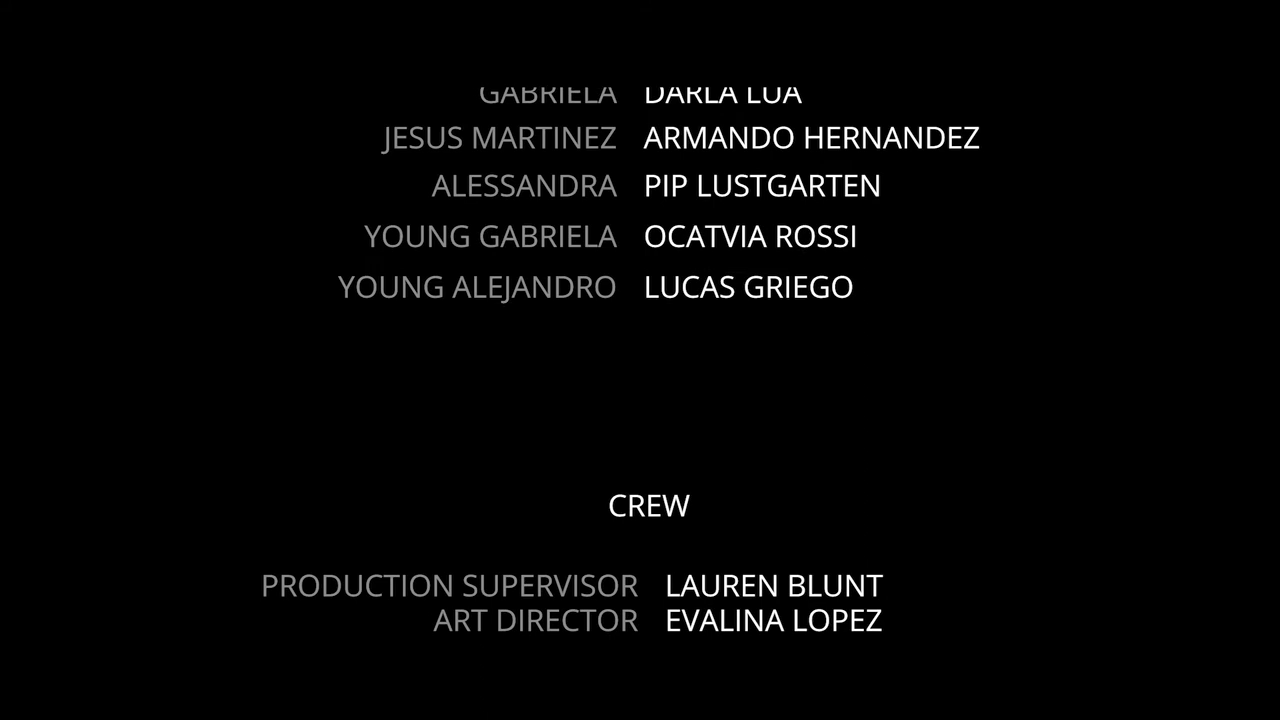 GABRIELA DARLA LUA
JESUS MARTINEZ ARMANDO HERNANDEZ
ALESSANDRA PIP LUSTGARTEN
YOUNG GABRIELA OCATVIA ROSSI
YOUNG ALEJANDRO LUCAS GRIEGO
CREW
PRODUCTION SUPERVISOR LAUREN BLUNT
ART DIRECTOR EVALINA LOPEZ